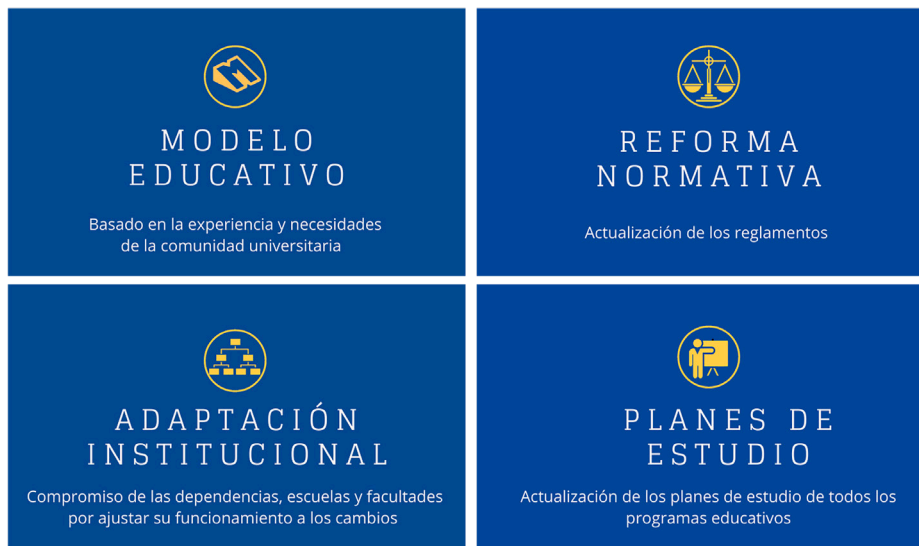 MODELO
EDUCATIVO
Basado en la experiencia y necesidades
de la comunidad universitaria
REFORMA
NORMATIVA
Actualización de los reglamentos
ADAPTACIÓN
INSTITUCIONAL
Compromiso de las dependencias, escuelas y facultades
por ajustar su funcionamiento a los cambios
PLANES DE
ESTUDIO
Actualización de los planes de estudio de todos los
programas educativos